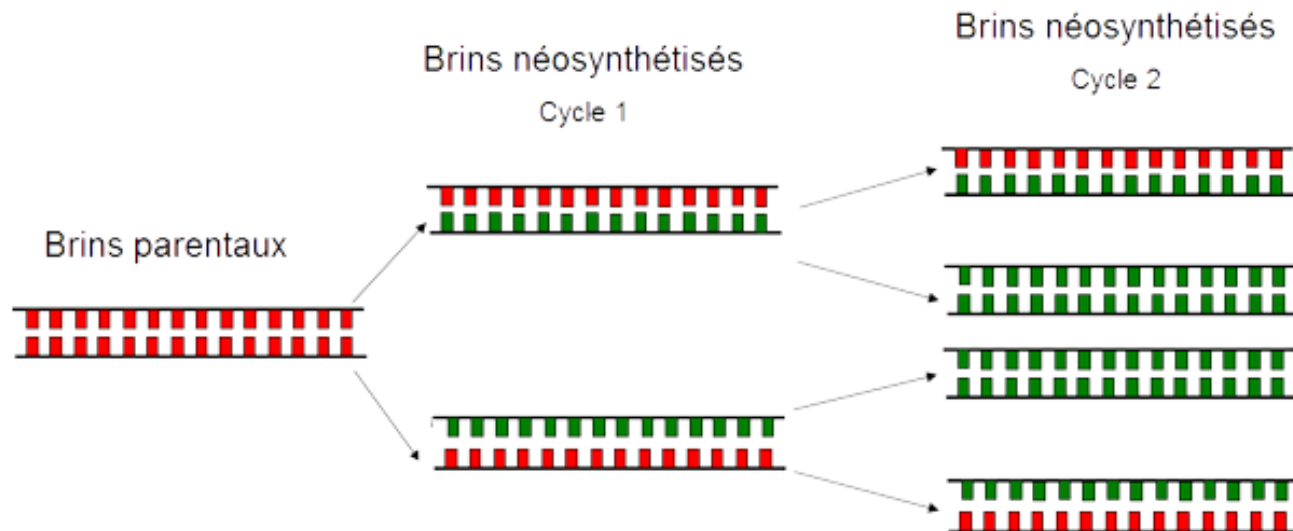 Brins parentaux
Brins néosynthétisés
Cycle 1
Brins néosynthétisés
Cycle 2